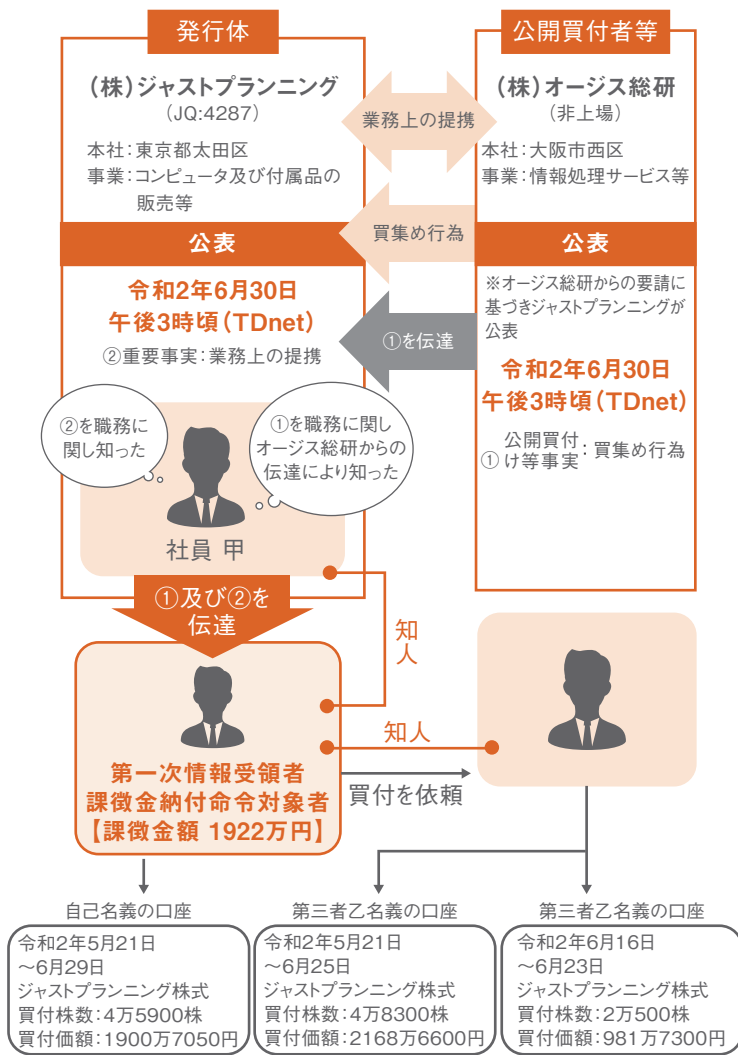 発行体
(株)ジャストプランニング
(JQ:4287)
本社:東京都太田区
事業:コンピュータ及び付属品の
販売等
公表
令和2年6月30日
午後3時頃(TDnet)
②重要事実:業務上の提携
業務上の提携
買集め行為
①を伝達
公開買付者等
(株)オージス総研
(非上場)
本社:大阪市西区
事業:情報処理サービス等
公表
※オージス総研からの要請に
基づきジャストプランニングが
公表
令和2年6月30日
午後3時頃(TDnet)
①公開買付
け等事実:買集め行為
②を職務に
関し知った
①を職務に関し
オージス総研からの
伝達により知った
社員 甲
①及び②を
伝達
知人
知人
第一次情報受領者
課徴金納付命令対象者
【課徴金額 1922万円】
買付を依頼
自己名義の口座
令和2年5月21日
~6月29日
ジャストプランニング株式
買付株数:4万5900株
買付価額:1900万7050円
第三者乙名義の口座
令和2年5月21日
~6月25日
ジャストプランニング株式
買付株数:4万8300株
買付価額:2168万6600円
第三者乙名義の口座
令和2年6月16日
~6月23日
ジャストプランニング株式
買付株数:2万500株
買付価額:981万7300円